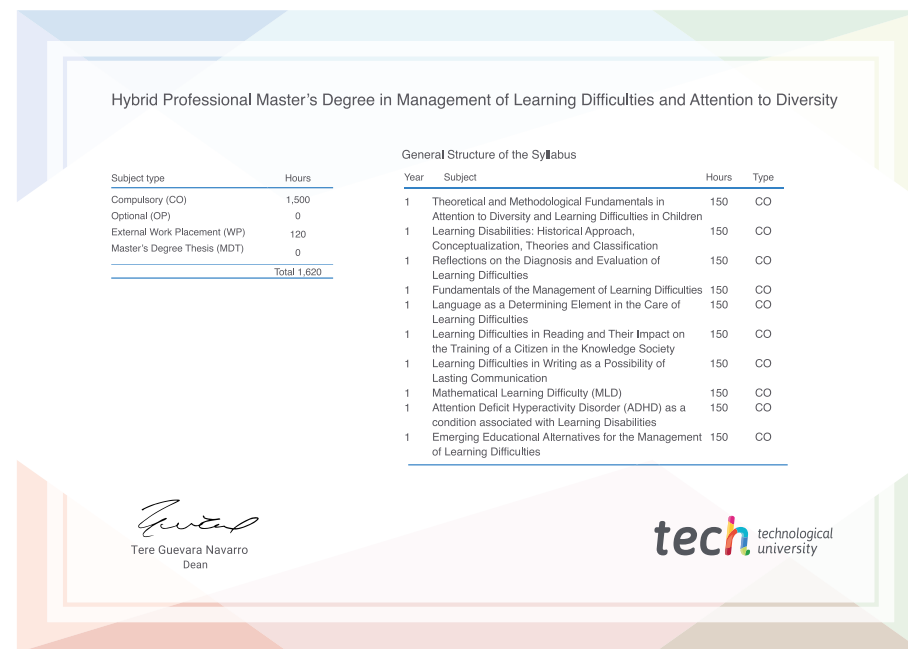 Hybrid Professional Master's Degree in Management of Learning Difficulties and Attention to Diversity
Subject type Hours
Compulsory (CO) 1,500
Optional (OP) 0
External Work Placement (WP) 120
Master's Degree Thesis (MDT) 0
Total 1,620
General Structure of the Syllabus
Year Subject Hours Type
1 Theoretical and Methodological Fundamentals in 150 CO
Attention to Diversity and Learning Difficulties in Children
1 Learning Disabilities: Historical Approach, 150 CO
Conceptualization, Theories and Classification
1 Reflections on the Diagnosis and Evaluation of 150 CO
Learning Difficulties
1 Fundamentals of the Management of Learning Difficulties 150 CO
1 Language as a Determining Element in the Care of 150 CO
Learning Difficulties
1 Learning Difficulties in Reading and Their Impact on 150 CO
the Training of a Citizen in the Knowledge Society
1 Learning Difficulties in Writing as a Possibility of 150 CO
Lasting Communication
1 Mathematical Learning Difficulty (MLD) 150 CO
1 Attention Deficit Hyperactivity Disorder (ADHD) as a 150 CO
condition associated with Learning Disabilities
1 Emerging Educational Alternatives for the Management 150 CO
of Learning Difficulties
Tere Guevara Navarro
Dean
tech technological
university